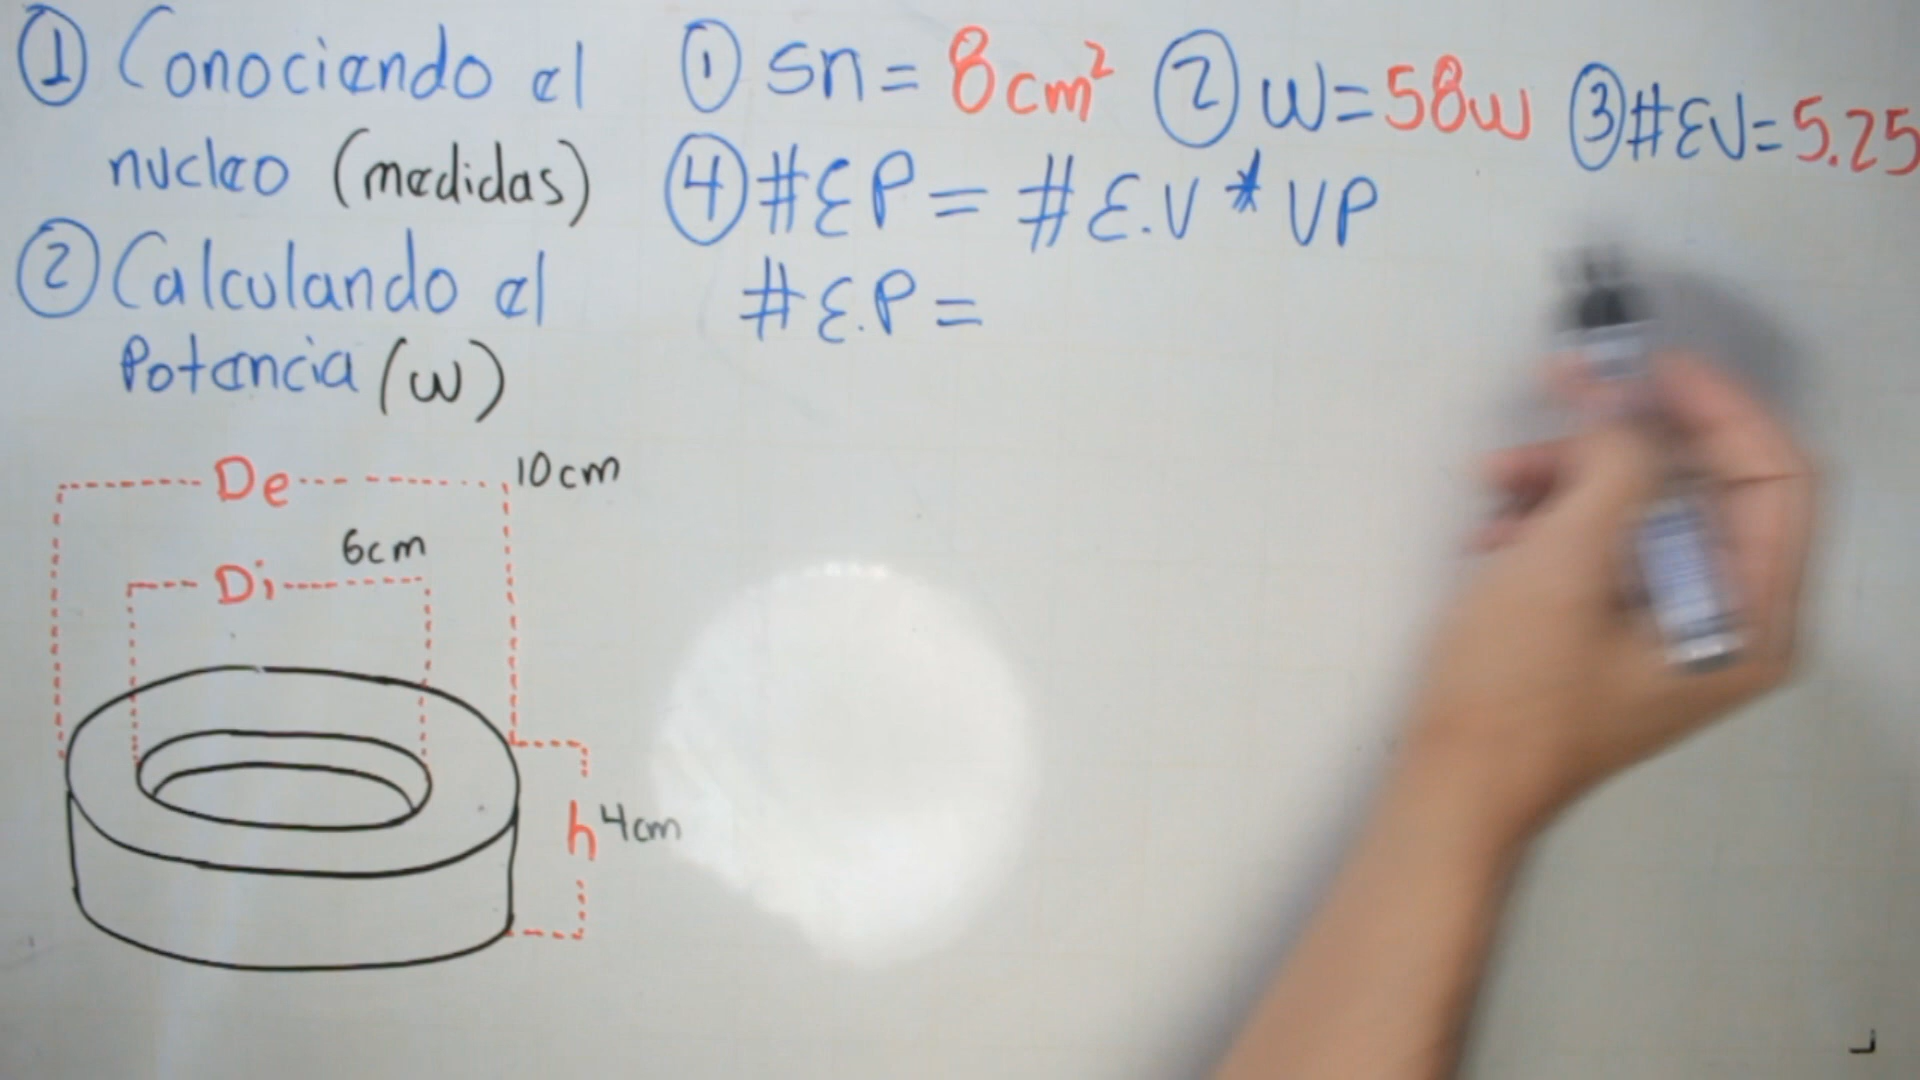 ① Conociendo el
nucleo (medidas)
② Calculando el
Potencia (w)
① Sn = 8cm²
② W = 58w
③ #EV = 5.25
④ #EP = #E.V * VP
#E.P =
De
10cm
6cm
Di
h 4cm